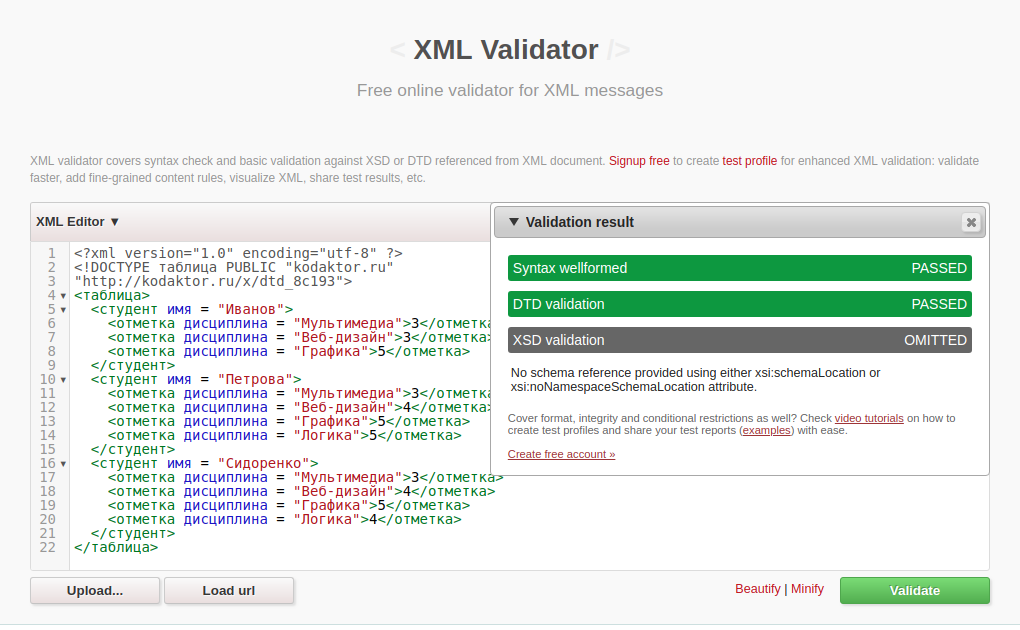 < XML Validator />
Free online validator for XML messages
XML validator covers syntax check and basic validation against XSD or DTD referenced from XML document. Signup free to create test profile for enhanced XML validation: validate
faster, add fine-grained content rules, visualize XML, share test results, etc.
XML Editor ▼
▼ Validation result
Syntax wellformed PASSED
DTD validation PASSED
XSD validation OMITTED
No schema reference provided using either xsi:schemaLocation or
xsi:noNamespaceSchemaLocation attribute.
Cover format, integrity and conditional restrictions as well? Check video tutorials on how to
create test profiles and share your test reports (examples) with ease.
Create free account »
1 <?xml version="1.0" encoding="utf-8" ?>
2 <!DOCTYPE таблица PUBLIC "kodaktor.ru"
3 "http://kodaktor.ru/x/dtd_8c193">
4 <таблица>
5 <студент имя = "Иванов">
6 <отметка дисциплина = "Мультимедиа">3</отметка
7 <отметка дисциплина = "Веб-дизайн">3</отметка>
8 <отметка дисциплина = "Графика">5</отметка>
9 </студент>
10 <студент имя = "Петрова">
11 <отметка дисциплина = "Мультимедиа">3</отметка
12 <отметка дисциплина = "Веб-дизайн">4</отметка>
13 <отметка дисциплина = "Графика">5</отметка>
14 <отметка дисциплина = "Логика">5</отметка>
15 </студент>
16 <студент имя = "Сидоренко">
17 <отметка дисциплина = "Мультимедиа">3</отметка>
18 <отметка дисциплина = "Веб-дизайн">4</отметка>
19 <отметка дисциплина = "Графика">5</отметка>
20 <отметка дисциплина = "Логика">4</отметка>
21 </студент>
22 </таблица>
Upload... Load url Beautify | Minify Validate